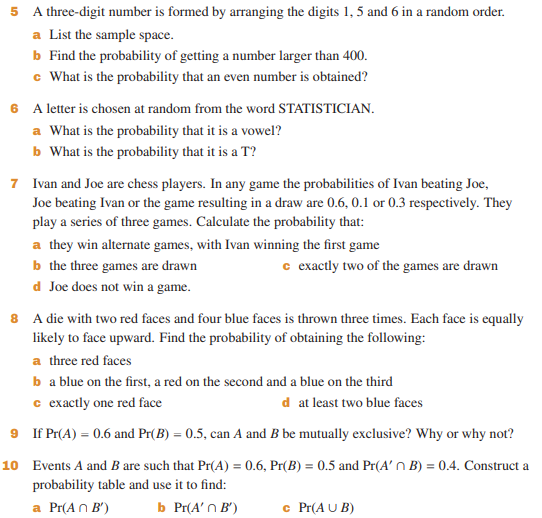 5 A three-digit number is formed by arranging the digits 1, 5 and 6 in a random order.
a List the sample space.
b Find the probability of getting a number larger than 400.
c What is the probability that an even number is obtained?
6 A letter is chosen at random from the word STATISTICIAN.
a What is the probability that it is a vowel?
b What is the probability that it is a T?
7 Ivan and Joe are chess players. In any game the probabilities of Ivan beating Joe,
Joe beating Ivan or the game resulting in a draw are 0.6, 0.1 or 0.3 respectively. They
play a series of three games. Calculate the probability that:
a they win alternate games, with Ivan winning the first game
b the three games are drawn c exactly two of the games are drawn
d Joe does not win a game.
8 A die with two red faces and four blue faces is thrown three times. Each face is equally
likely to face upward. Find the probability of obtaining the following:
a three red faces
b a blue on the first, a red on the second and a blue on the third
c exactly one red face d at least two blue faces
9 If Pr(A) = 0.6 and Pr(B) = 0.5, can A and B be mutually exclusive? Why or why not?
10 Events A and B are such that Pr(A) = 0.6, Pr(B) = 0.5 and Pr(A′ ∩ B) = 0.4. Construct a
probability table and use it to find:
a Pr(A ∩ B′) b Pr(A′ ∩ B′) c Pr(A ∪ B)